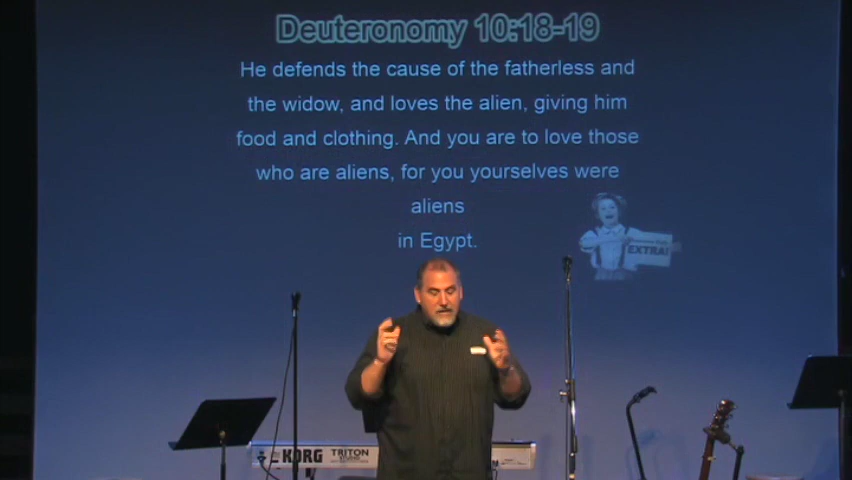 Deuteronomy 10:18-19
He defends the cause of the fatherless and
the widow, and loves the alien, giving him
food and clothing. And you are to love those
who are aliens, for you yourselves were
aliens
in Egypt.
EXTRA!
KORG
TRITON